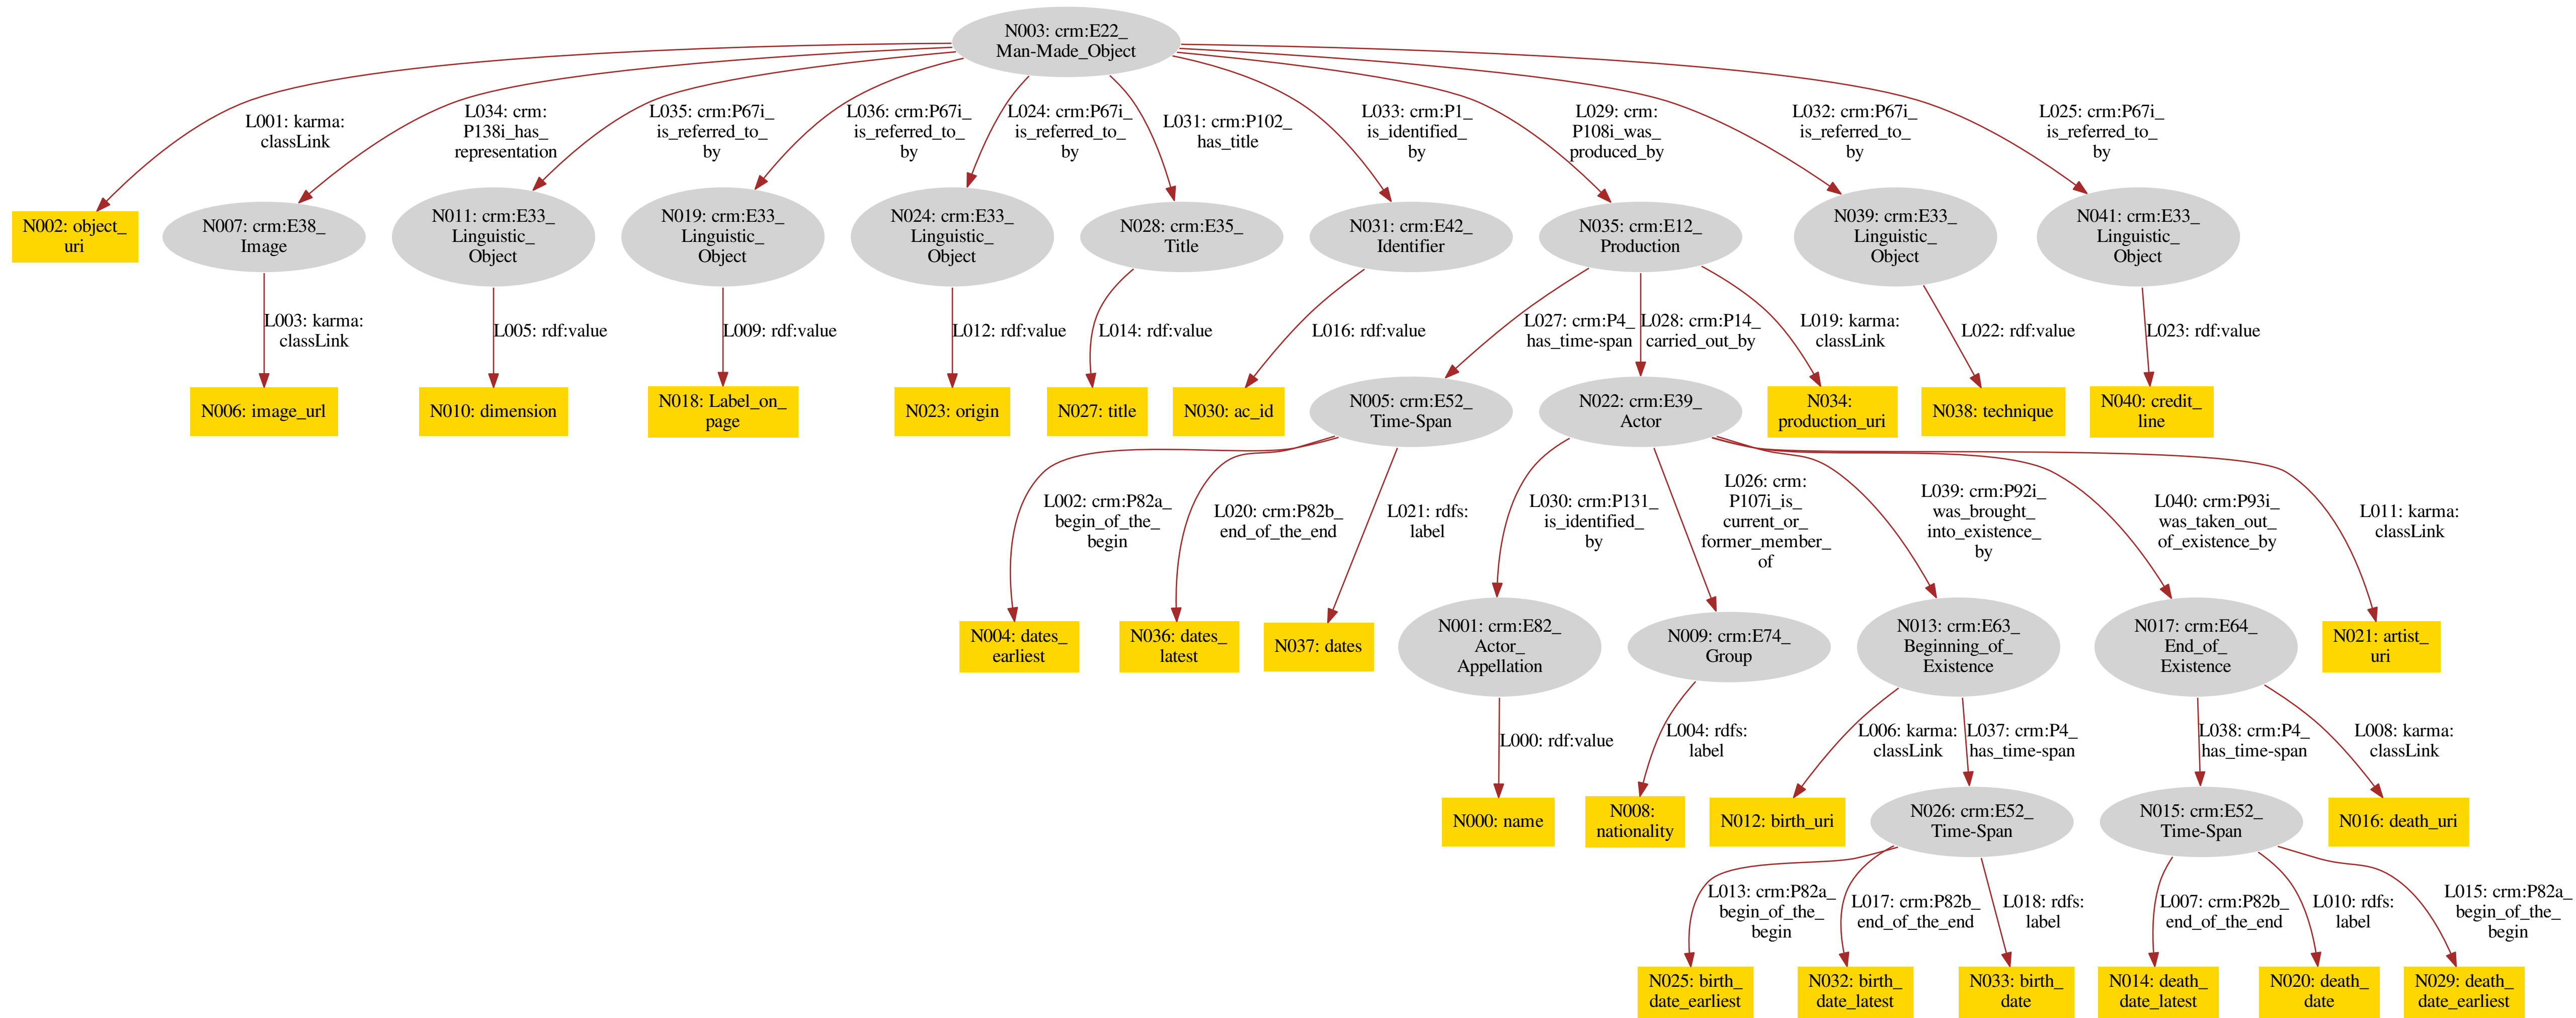 N003: crm:E22_
Man-Made_Object
L001: karma:
classLink
L034: crm:
P138i_has_
representation
L035: crm:P67i_
is_referred_to_
by
L036: crm:P67i_
is_referred_to_
by
L024: crm:P67i_
is_referred_to_
by
L031: crm:P102_
has_title
L033: crm:P1_
is_identified_
by
L029: crm:
P108i_was_
produced_by
L032: crm:P67i_
is_referred_to_
by
L025: crm:P67i_
is_referred_to_
by
N002: object_
uri
N007: crm:E38_
Image
N011: crm:E33_
Linguistic_
Object
N019: crm:E33_
Linguistic_
Object
N024: crm:E33_
Linguistic_
Object
N028: crm:E35_
Title
N031: crm:E42_
Identifier
N035: crm:E12_
Production
N039: crm:E33_
Linguistic_
Object
N041: crm:E33_
Linguistic_
Object
L003: karma:
classLink
L005: rdf:value
L009: rdf:value
L012: rdf:value
L014: rdf:value
L016: rdf:value
L027: crm:P4_
has_time-span
L028: crm:P14_
carried_out_by
L019: karma:
classLink
L022: rdf:value
L023: rdf:value
N006: image_url
N010: dimension
N018: Label_on_
page
N023: origin
N027: title
N030: ac_id
N005: crm:E52_
Time-Span
N022: crm:E39_
Actor
N034:
production_uri
N038: technique
N040: credit_
line
L002: crm:P82a_
begin_of_the_
begin
L020: crm:P82b_
end_of_the_end
L021: rdfs:
label
L030: crm:P131_
is_identified_
by
L026: crm:
P107i_is_
current_or_
former_member_
of
L039: crm:P92i_
was_brought_
into_existence_
by
L040: crm:P93i_
was_taken_out_
of_existence_by
L011: karma:
classLink
N004: dates_
earliest
N036: dates_
latest
N037: dates
N001: crm:E82_
Actor_
Appellation
N009: crm:E74_
Group
N013: crm:E63_
Beginning_of_
Existence
N017: crm:E64_
End_of_
Existence
N021: artist_
uri
L000: rdf:value
L004: rdfs:
label
L006: karma:
classLink
L037: crm:P4_
has_time-span
L038: crm:P4_
has_time-span
L008: karma:
classLink
N000: name
N008:
nationality
N012: birth_uri
N026: crm:E52_
Time-Span
N015: crm:E52_
Time-Span
N016: death_uri
L013: crm:P82a_
begin_of_the_
begin
L017: crm:P82b_
end_of_the_end
L018: rdfs:
label
L007: crm:P82b_
end_of_the_end
L010: rdfs:
label
L015: crm:P82a_
begin_of_the_
begin
N025: birth_
date_earliest
N032: birth_
date_latest
N033: birth_
date
N014: death_
date_latest
N020: death_
date
N029: death_
date_earliest